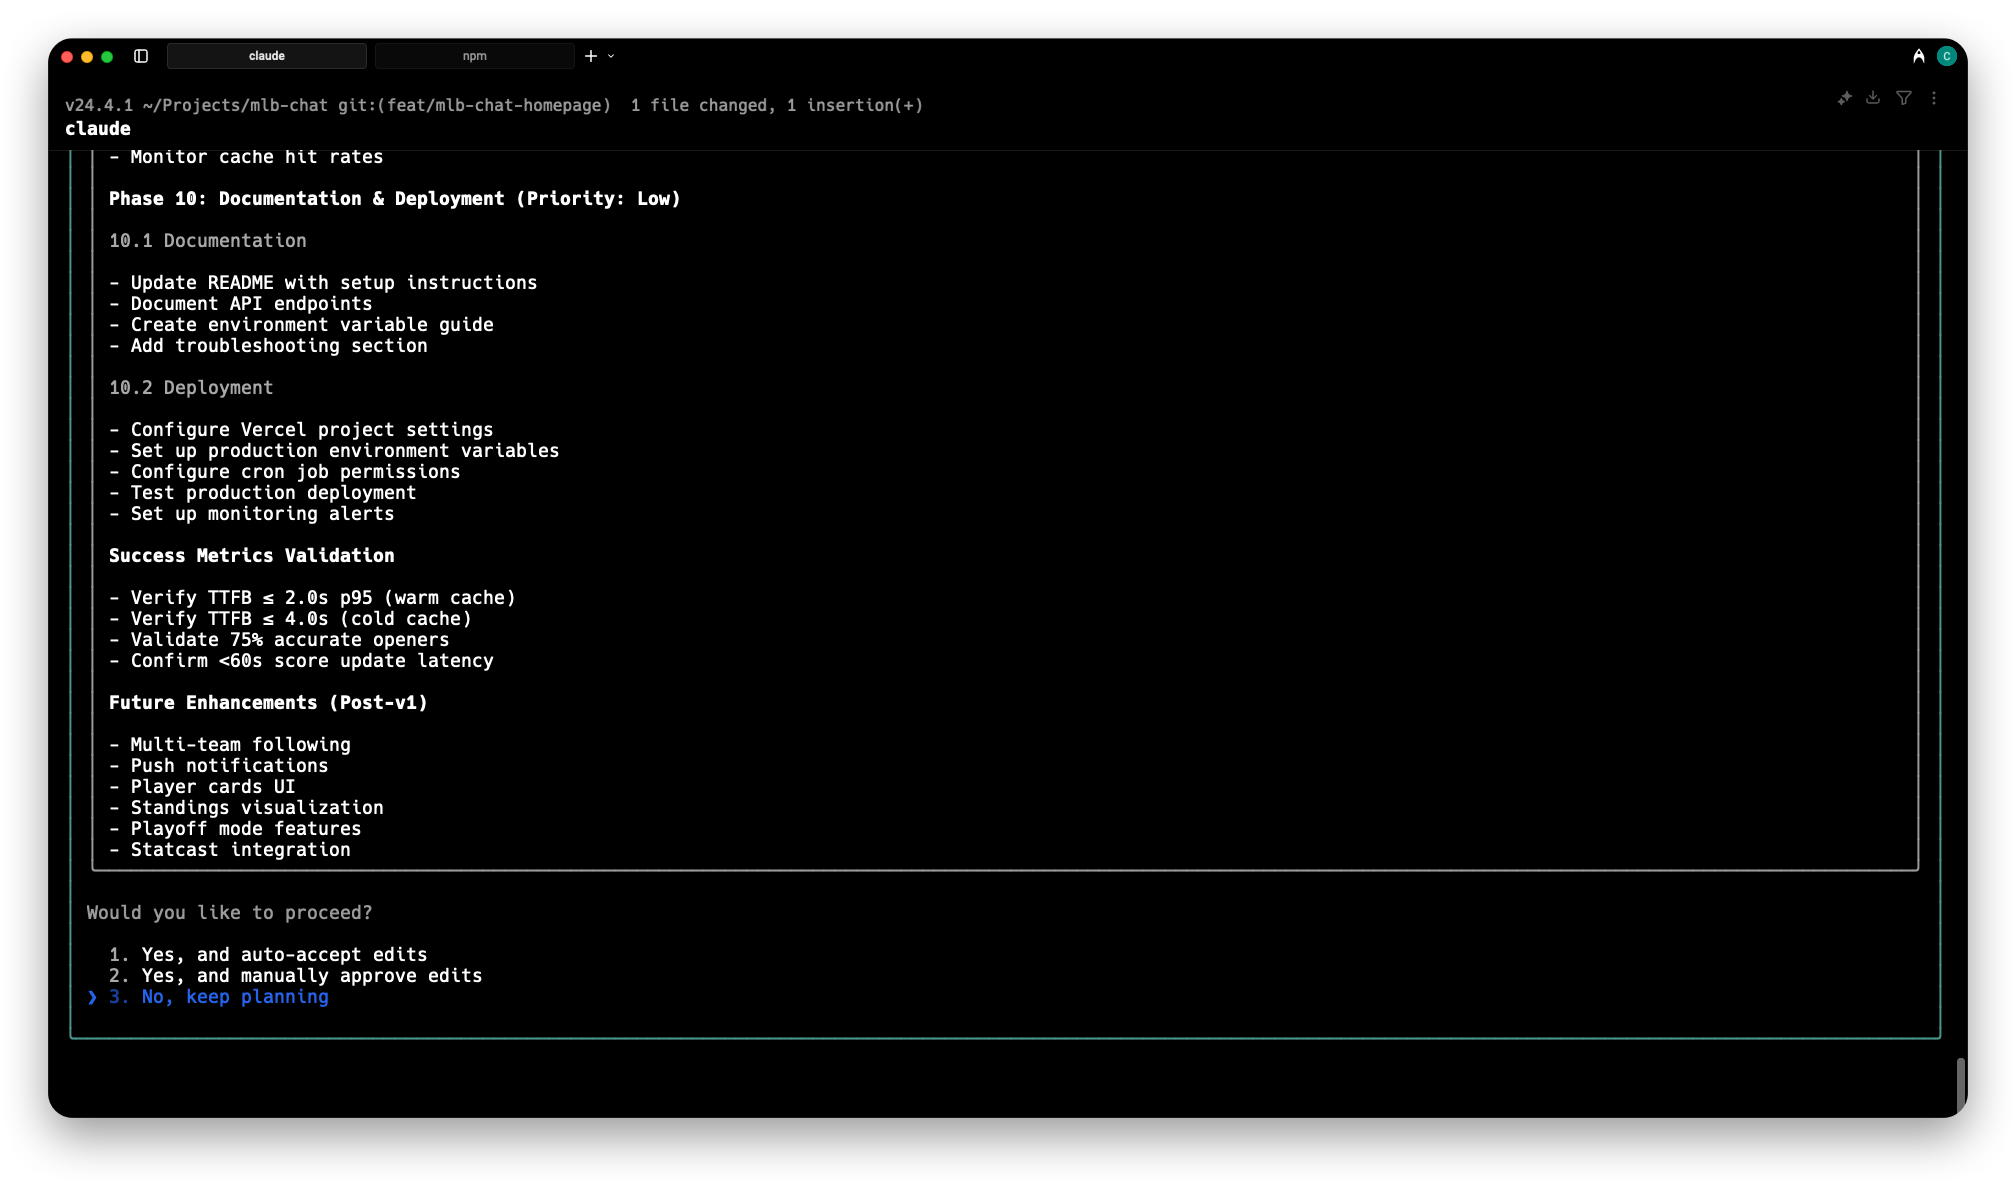 claude
npm
C
v24.4.1 ~/Projects/mlb-chat git:(feat/mlb-chat-homepage)  1 file changed, 1 insertion(+)
claude
- Monitor cache hit rates
Phase 10: Documentation & Deployment (Priority: Low)
10.1 Documentation
- Update README with setup instructions
- Document API endpoints
- Create environment variable guide
- Add troubleshooting section
10.2 Deployment
- Configure Vercel project settings
- Set up production environment variables
- Configure cron job permissions
- Test production deployment
- Set up monitoring alerts
Success Metrics Validation
- Verify TTFB ≤ 2.0s p95 (warm cache)
- Verify TTFB ≤ 4.0s (cold cache)
- Validate 75% accurate openers
- Confirm <60s score update latency
Future Enhancements (Post-v1)
- Multi-team following
- Push notifications
- Player cards UI
- Standings visualization
- Playoff mode features
- Statcast integration
Would you like to proceed?
1. Yes, and auto-accept edits
2. Yes, and manually approve edits
❯ 3. No, keep planning